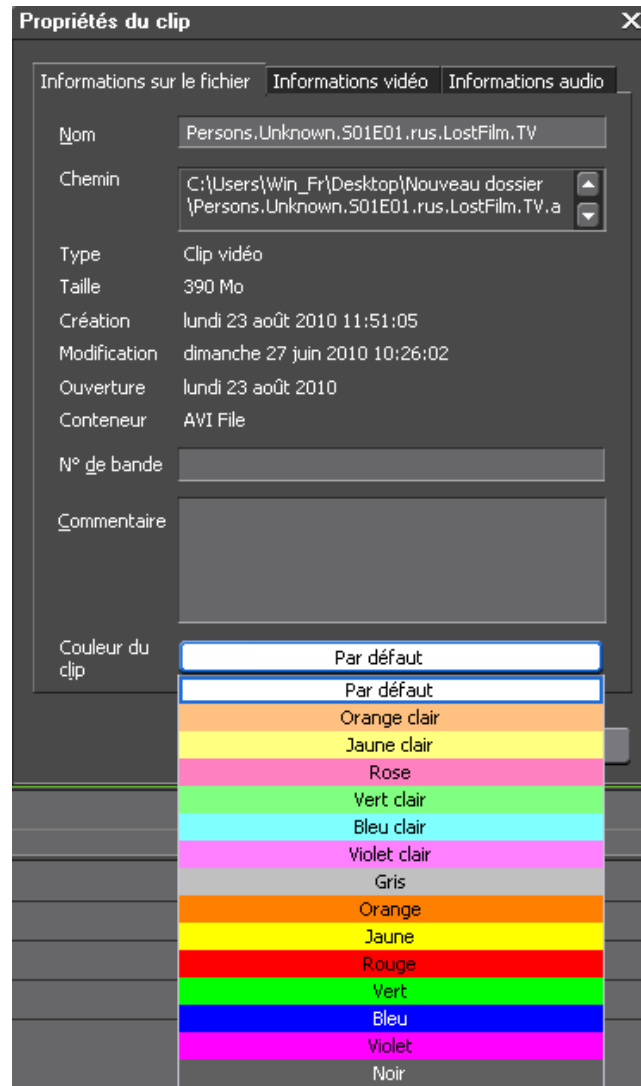 Propriétés du clip
Informations sur le fichier Informations vidéo Informations audio
Nom Persons.Unknown.S01E01.rus.LostFilm.TV
Chemin C:\Users\Win_Fr\Desktop\Nouveau dossier
\Persons.Unknown.S01E01.rus.LostFilm.TV.a
Type Clip vidéo
Taille 390 Mo
Création lundi 23 août 2010 11:51:05
Modification dimanche 27 juin 2010 10:26:02
Ouverture lundi 23 août 2010
Conteneur AVI File
N° de bande
Commentaire
Couleur du
clip
Par défaut
Par défaut
Orange clair
Jaune clair
Rose
Vert clair
Bleu clair
Violet clair
Gris
Orange
Jaune
Rouge
Vert
Bleu
Violet
Noir